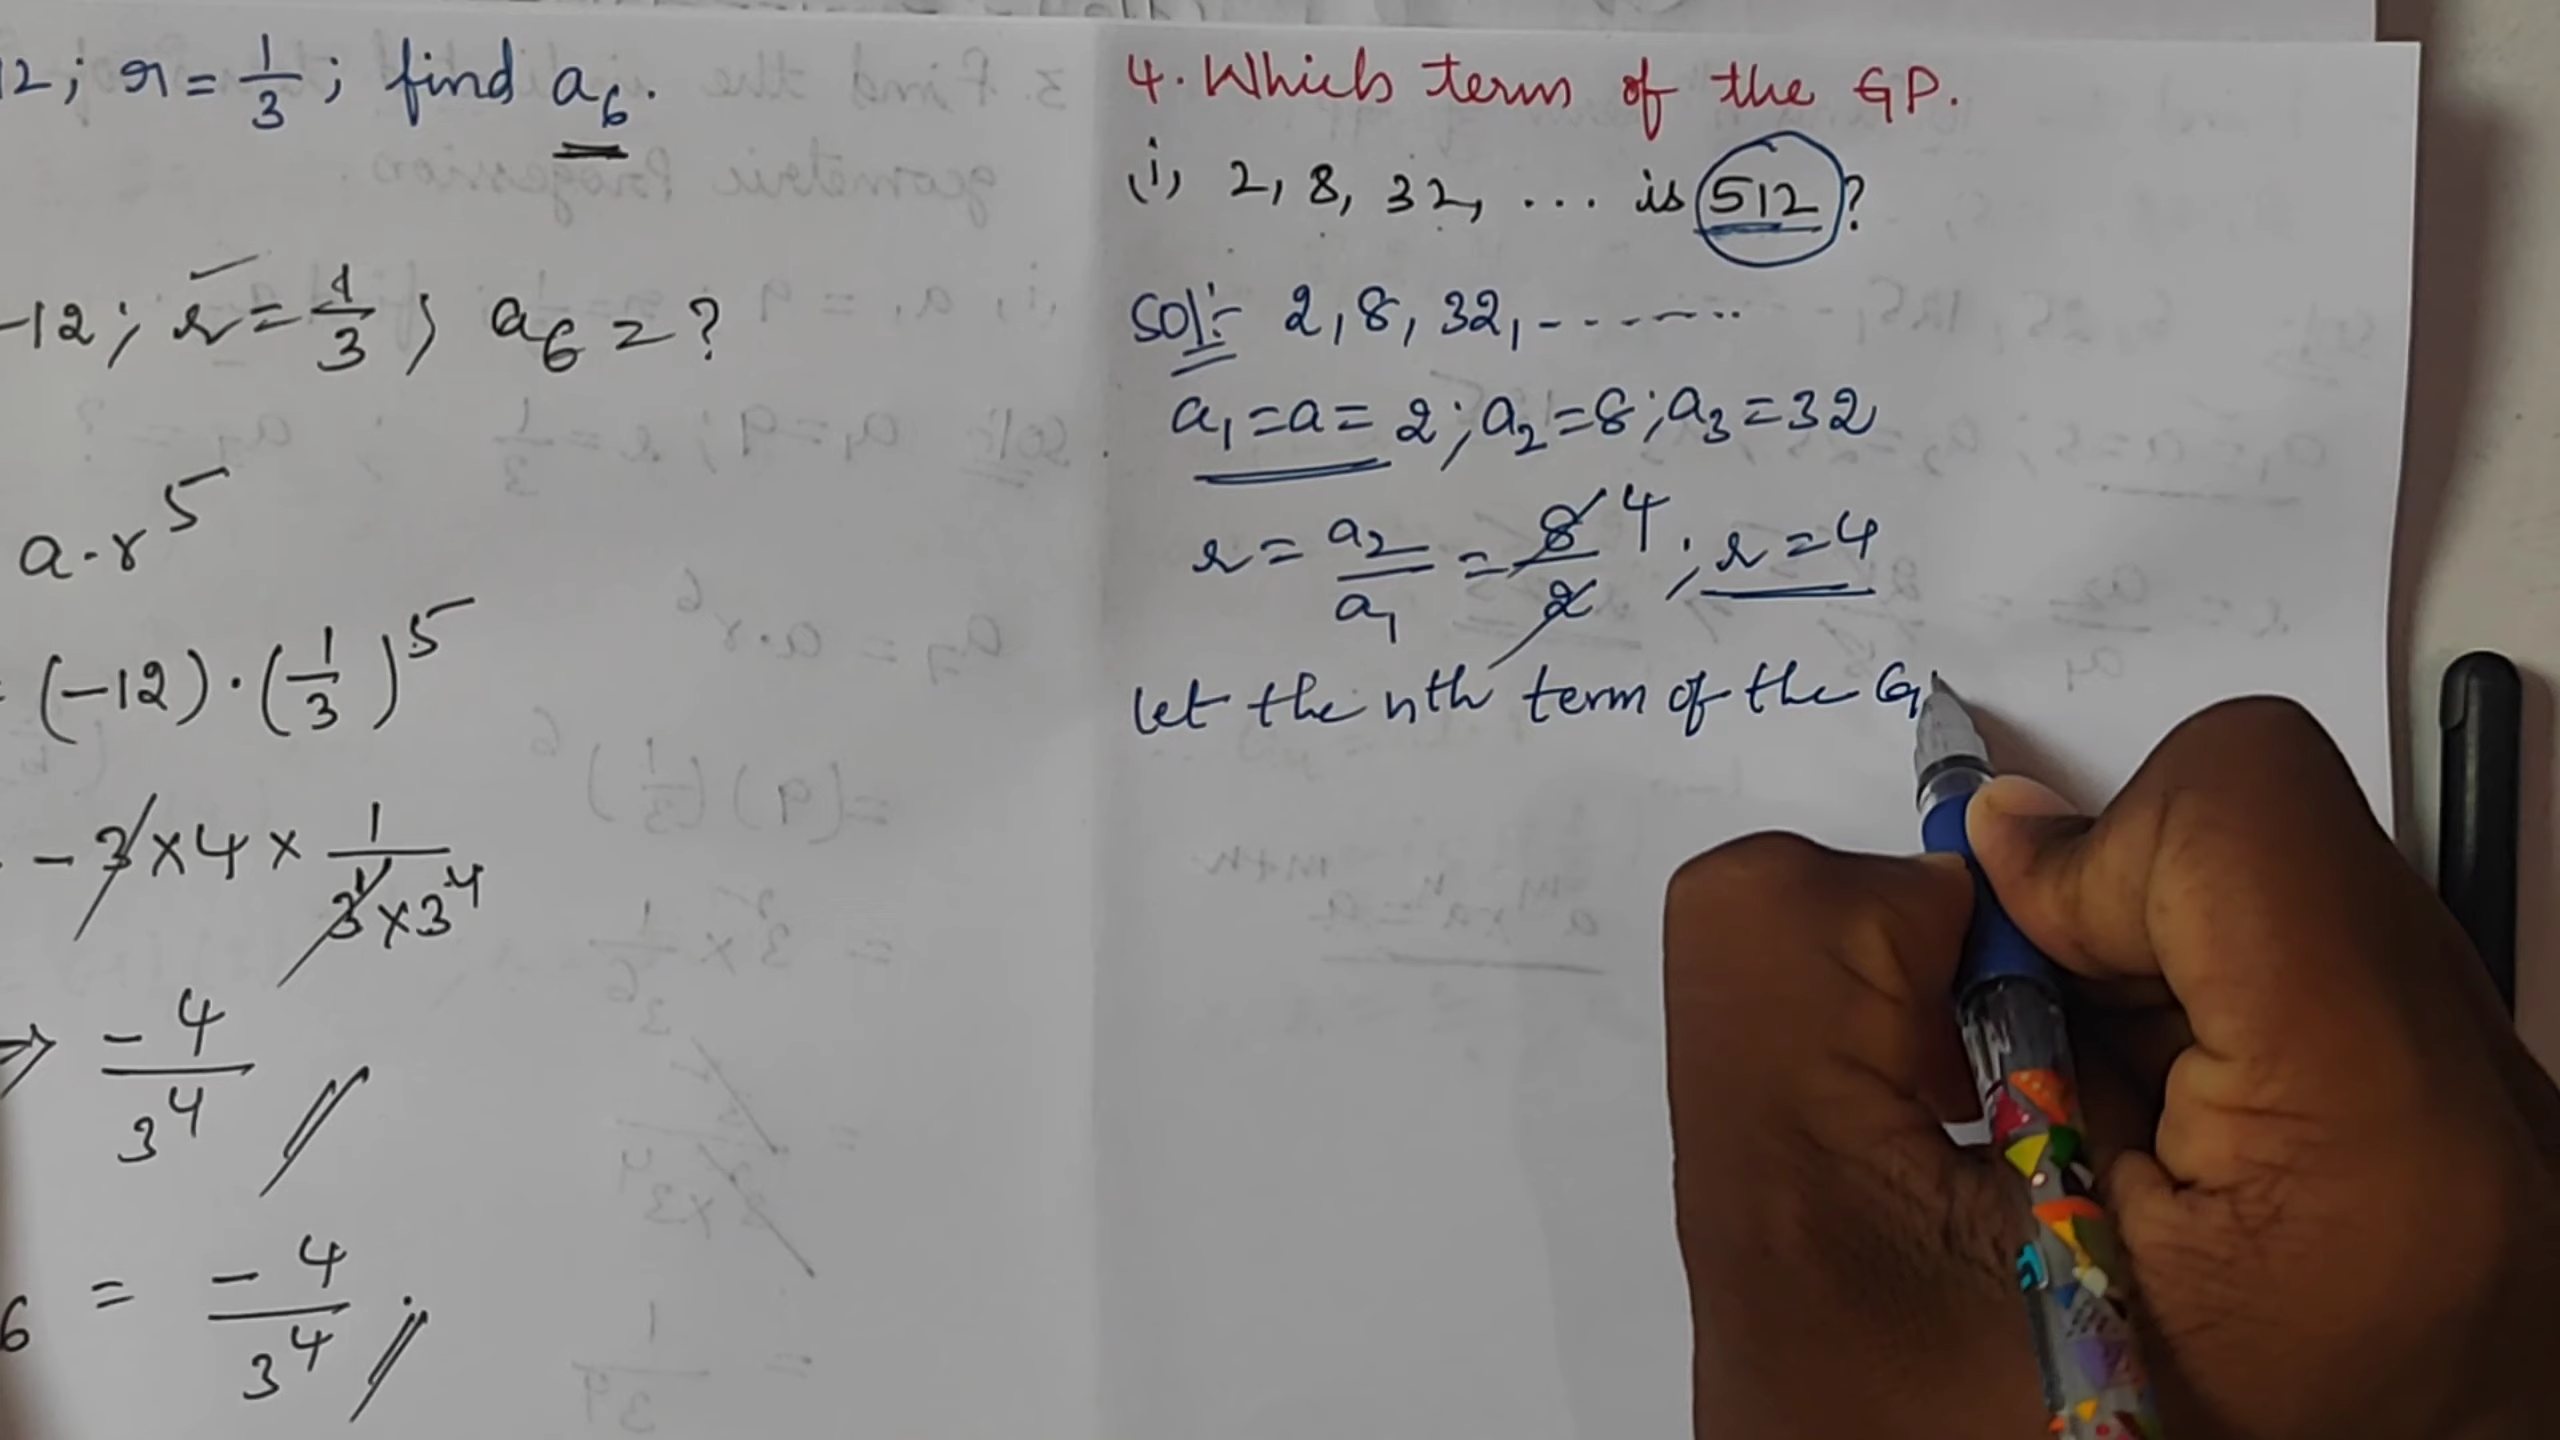 12; r = 1/3; find a6.
-12; r = 1/3; a6 = ?
a·r^5
= (-12)·(1/3)^5
- 3×4× 1/(3^1×3^4)
⇒ -4/3^4
6 = -4/3^4
4. Which term of the GP.
(i, 2, 8, 32, ... is 512?
Sol:- 2, 8, 32, --------
a1 = a = 2; a2 = 8; a3 = 32
r = a2/a1 = 8/2 4; r = 4
Let the nth term of the G